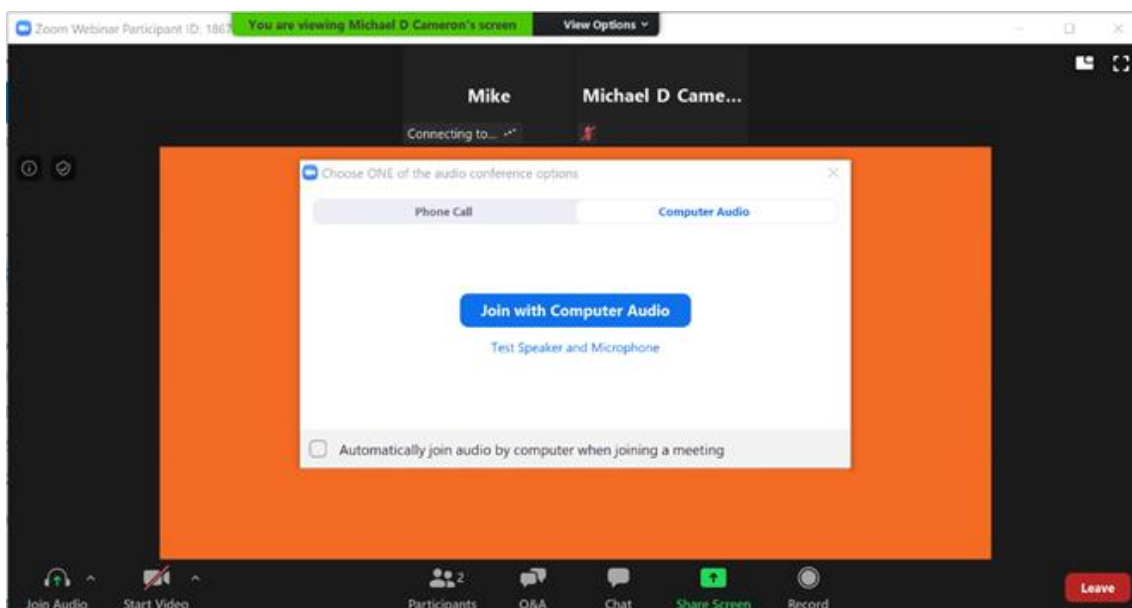 Zoom Webinar Participant ID: 1867
You are viewing Michael D Cameron's screen View Options
Mike
Michael D Came...
Connecting to...
Choose ONE of the audio conference options
Phone Call Computer Audio
Join with Computer Audio
Test Speaker and Microphone
Automatically join audio by computer when joining a meeting
2
Join Audio Start Video Participants Q&A Chat Share Screen Record
Leave